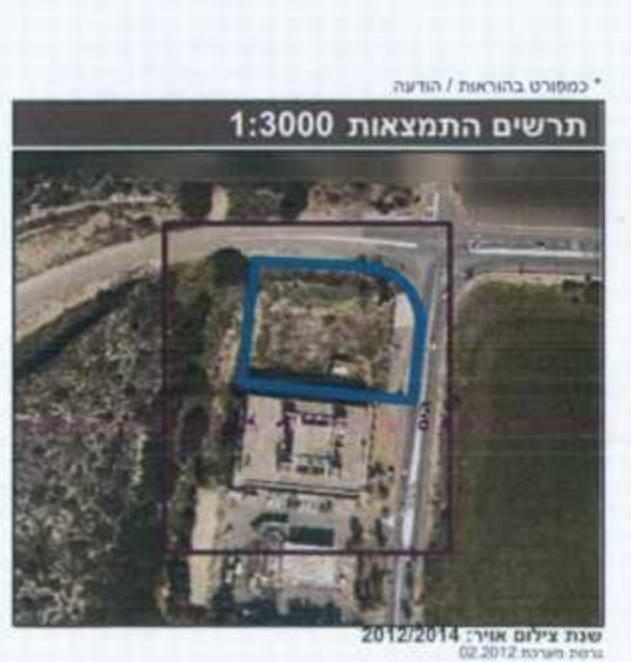 * כמפורט בהוראות / הודעה
תרשים התמצאות 1:3000
שנת צילום אויר: 2012/2014
גרסת מערכת 02.2012